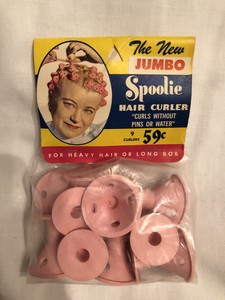 The New
JUMBO
Spoolie
HAIR CURLER
"CURLS WITHOUT
PINS OR WATER"
9
CURLERS
59¢
FOR HEAVY HAIR OR LONG BOB